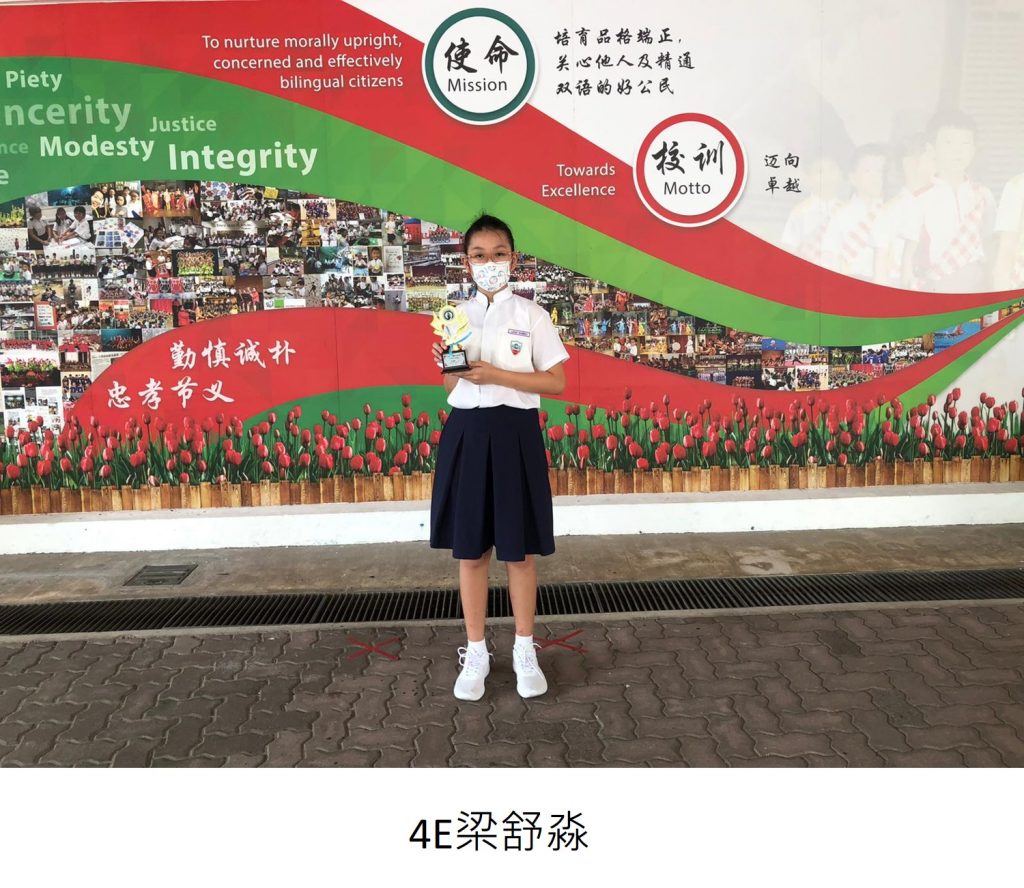 To nurture morally upright,
concerned and effectively
bilingual citizens
使命
Mission
培育品格端正，
关心他人及精通
双语的好公民
Piety
ncerity
Justice
nce
Modesty
Integrity
e
Towards
Excellence
校训
Motto
迈向
卓越
勤慎诚朴
忠孝节义
4E梁舒淼